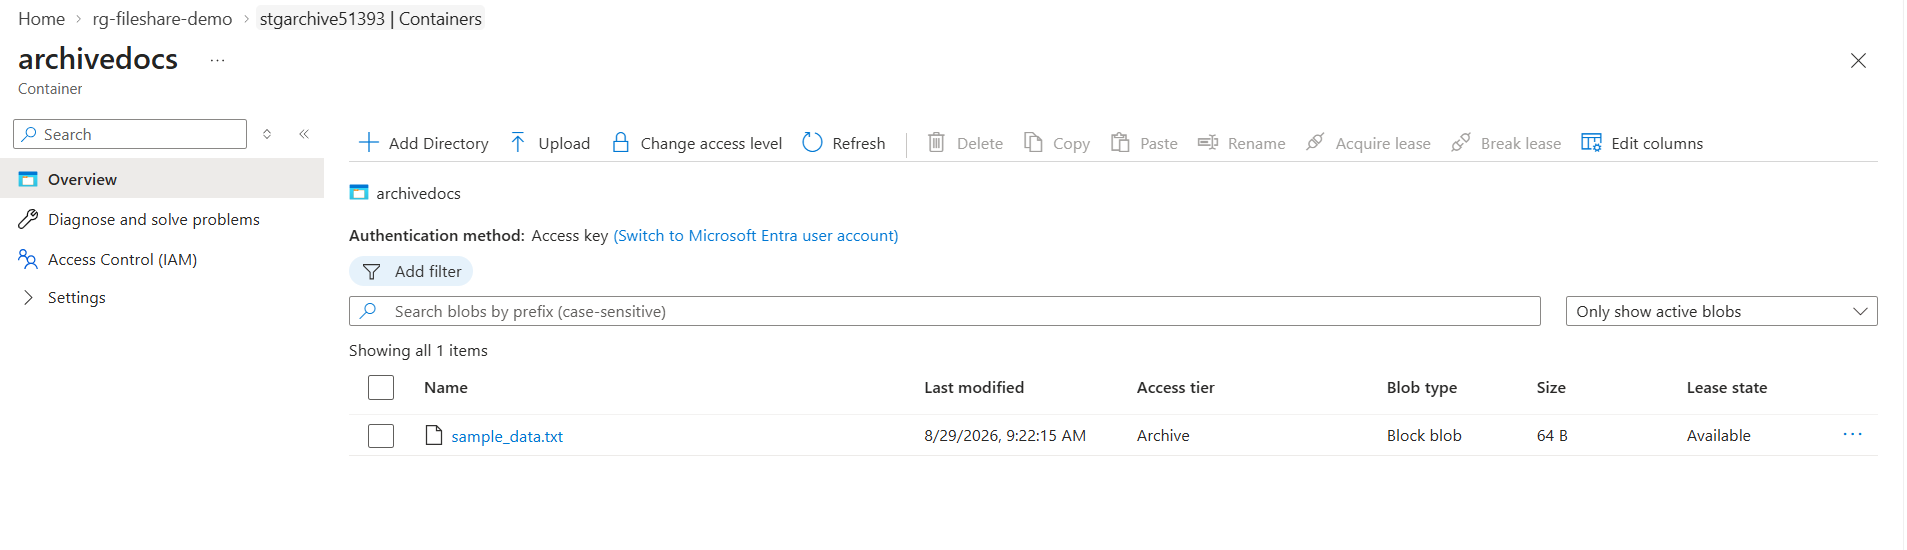 Home > rg-fileshare-demo > stgarchive51393 | Containers
archivedocs ...
Container
Search
Overview
Diagnose and solve problems
Access Control (IAM)
Settings
Add Directory Upload Change access level Refresh Delete Copy Paste Rename Acquire lease Break lease Edit columns
archivedocs
Authentication method: Access key (Switch to Microsoft Entra user account)
Add filter
Search blobs by prefix (case-sensitive) Only show active blobs
Showing all 1 items
Name Last modified Access tier Blob type Size Lease state
sample_data.txt 8/29/2026, 9:22:15 AM Archive Block blob 64 B Available ...